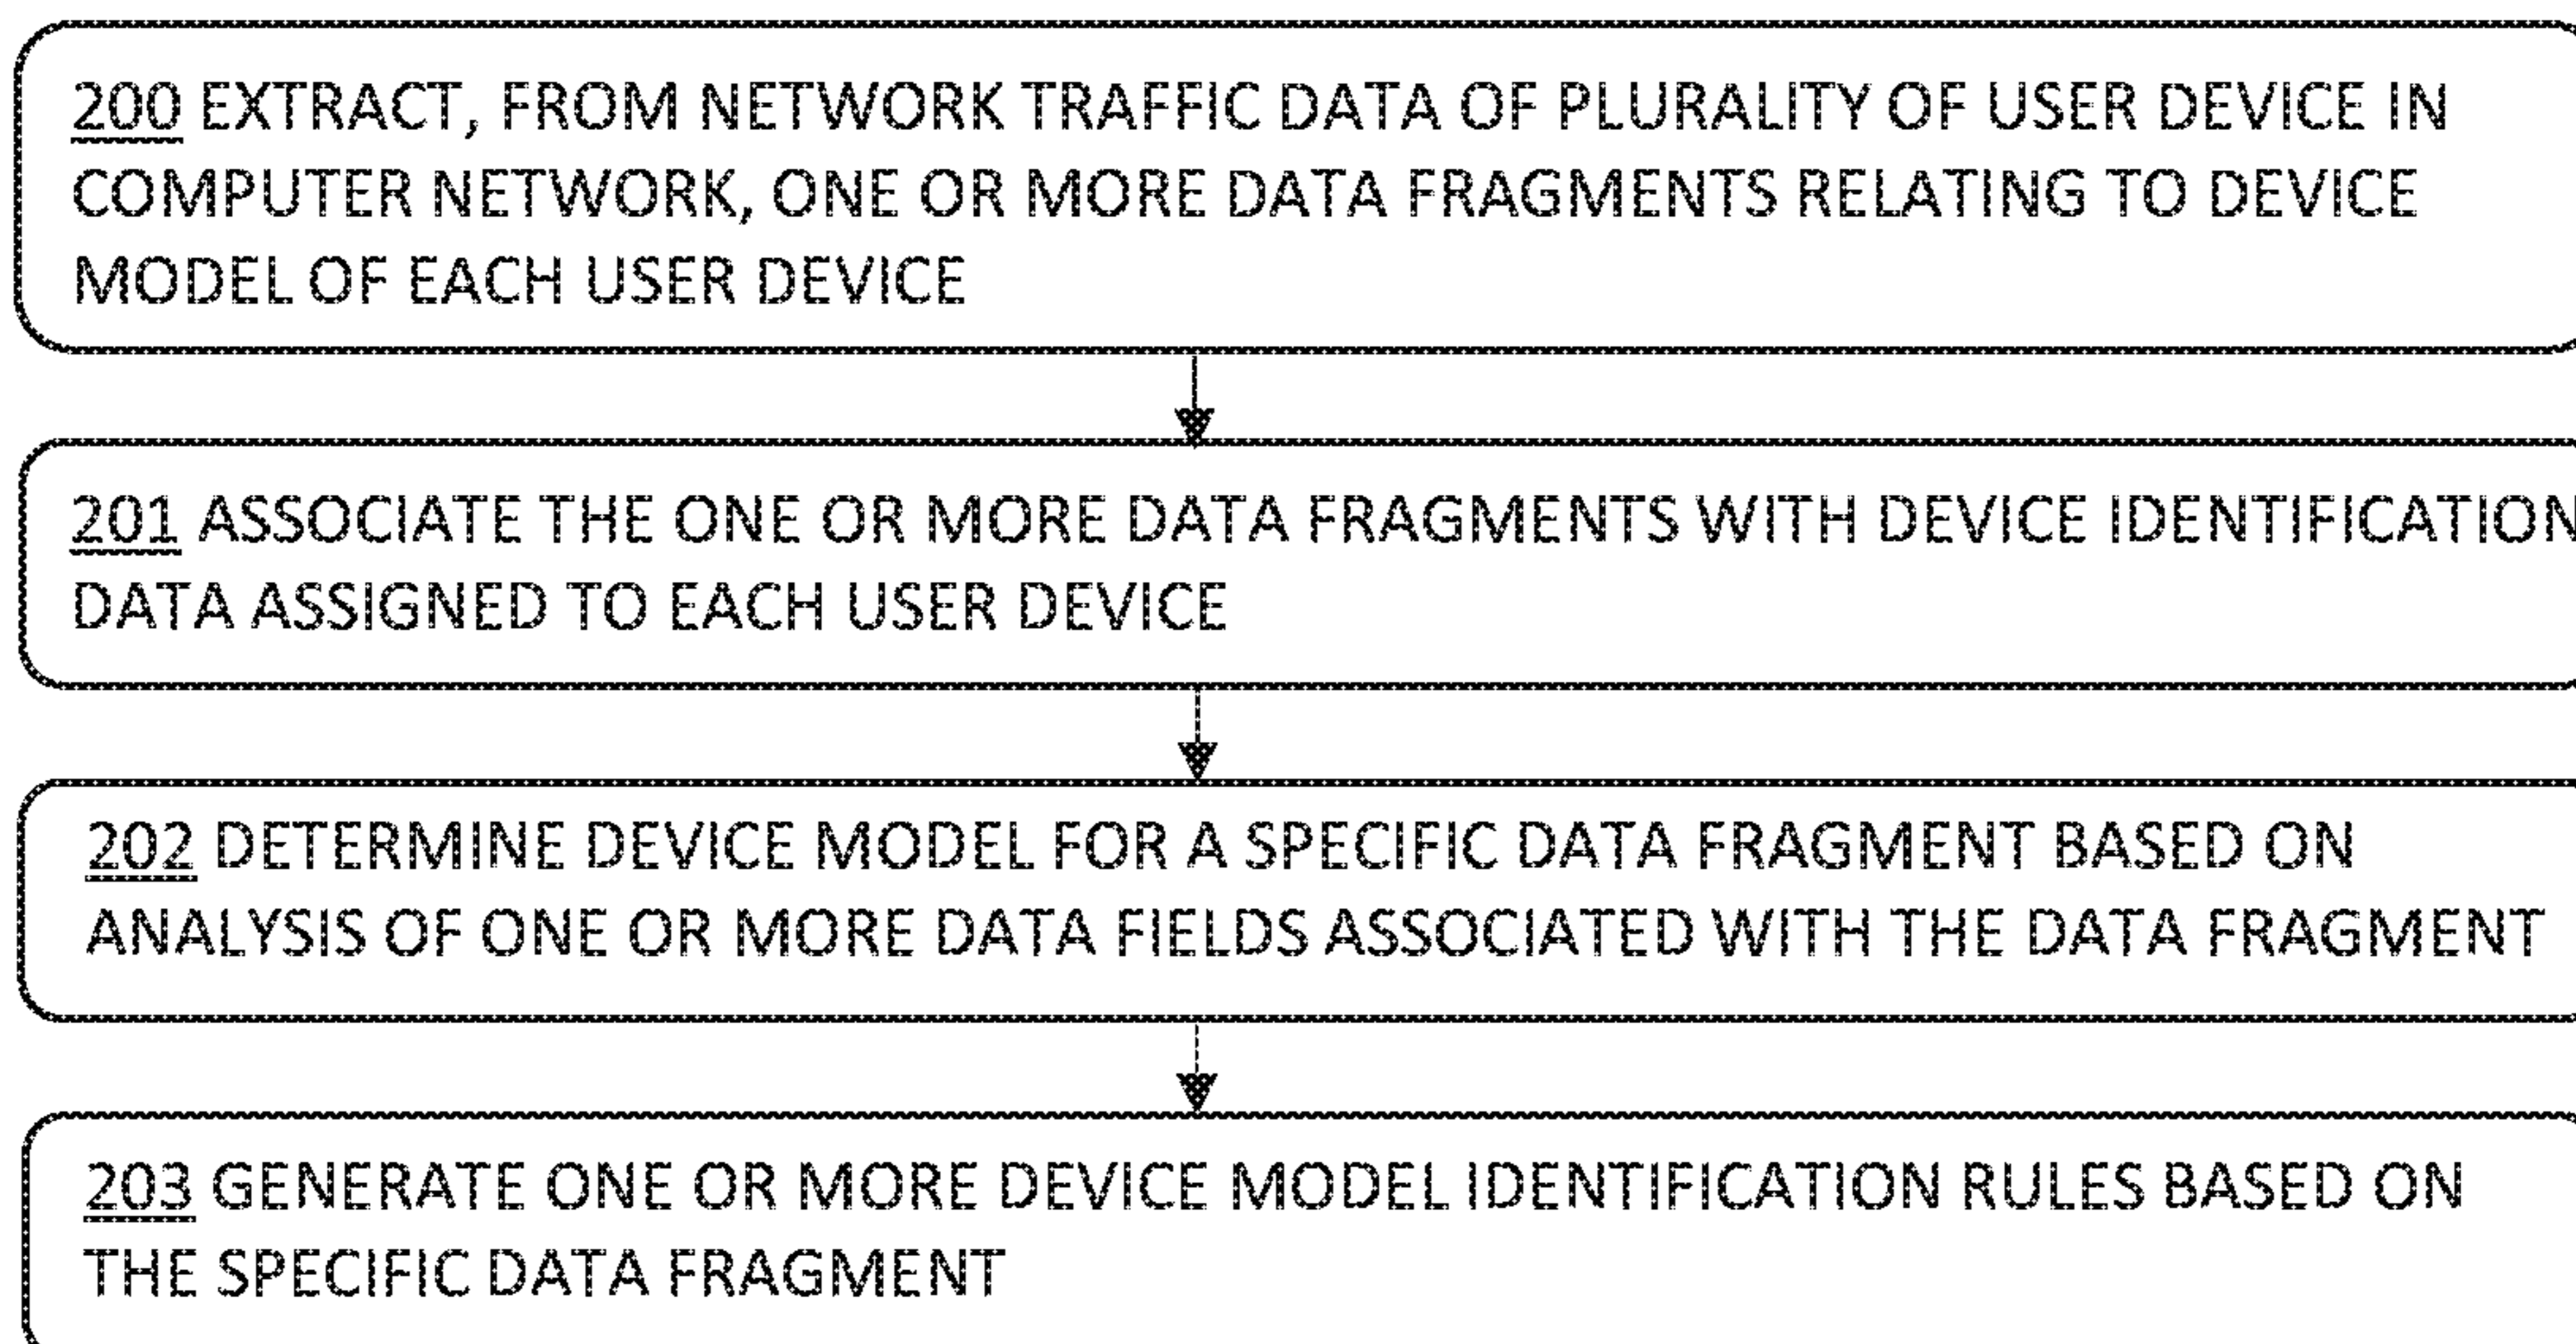 200 EXTRACT, FROM NETWORK TRAFFIC DATA OF PLURALITY OF USER DEVICE IN
COMPUTER NETWORK, ONE OR MORE DATA FRAGMENTS RELATING TO DEVICE
MODEL OF EACH USER DEVICE
201 ASSOCIATE THE ONE OR MORE DATA FRAGMENTS WITH DEVICE IDENTIFICATION
DATA ASSIGNED TO EACH USER DEVICE
202 DETERMINE DEVICE MODEL FOR A SPECIFIC DATA FRAGMENT BASED ON
ANALYSIS OF ONE OR MORE DATA FIELDS ASSOCIATED WITH THE DATA FRAGMENT
203 GENERATE ONE OR MORE DEVICE MODEL IDENTIFICATION RULES BASED ON
THE SPECIFIC DATA FRAGMENT